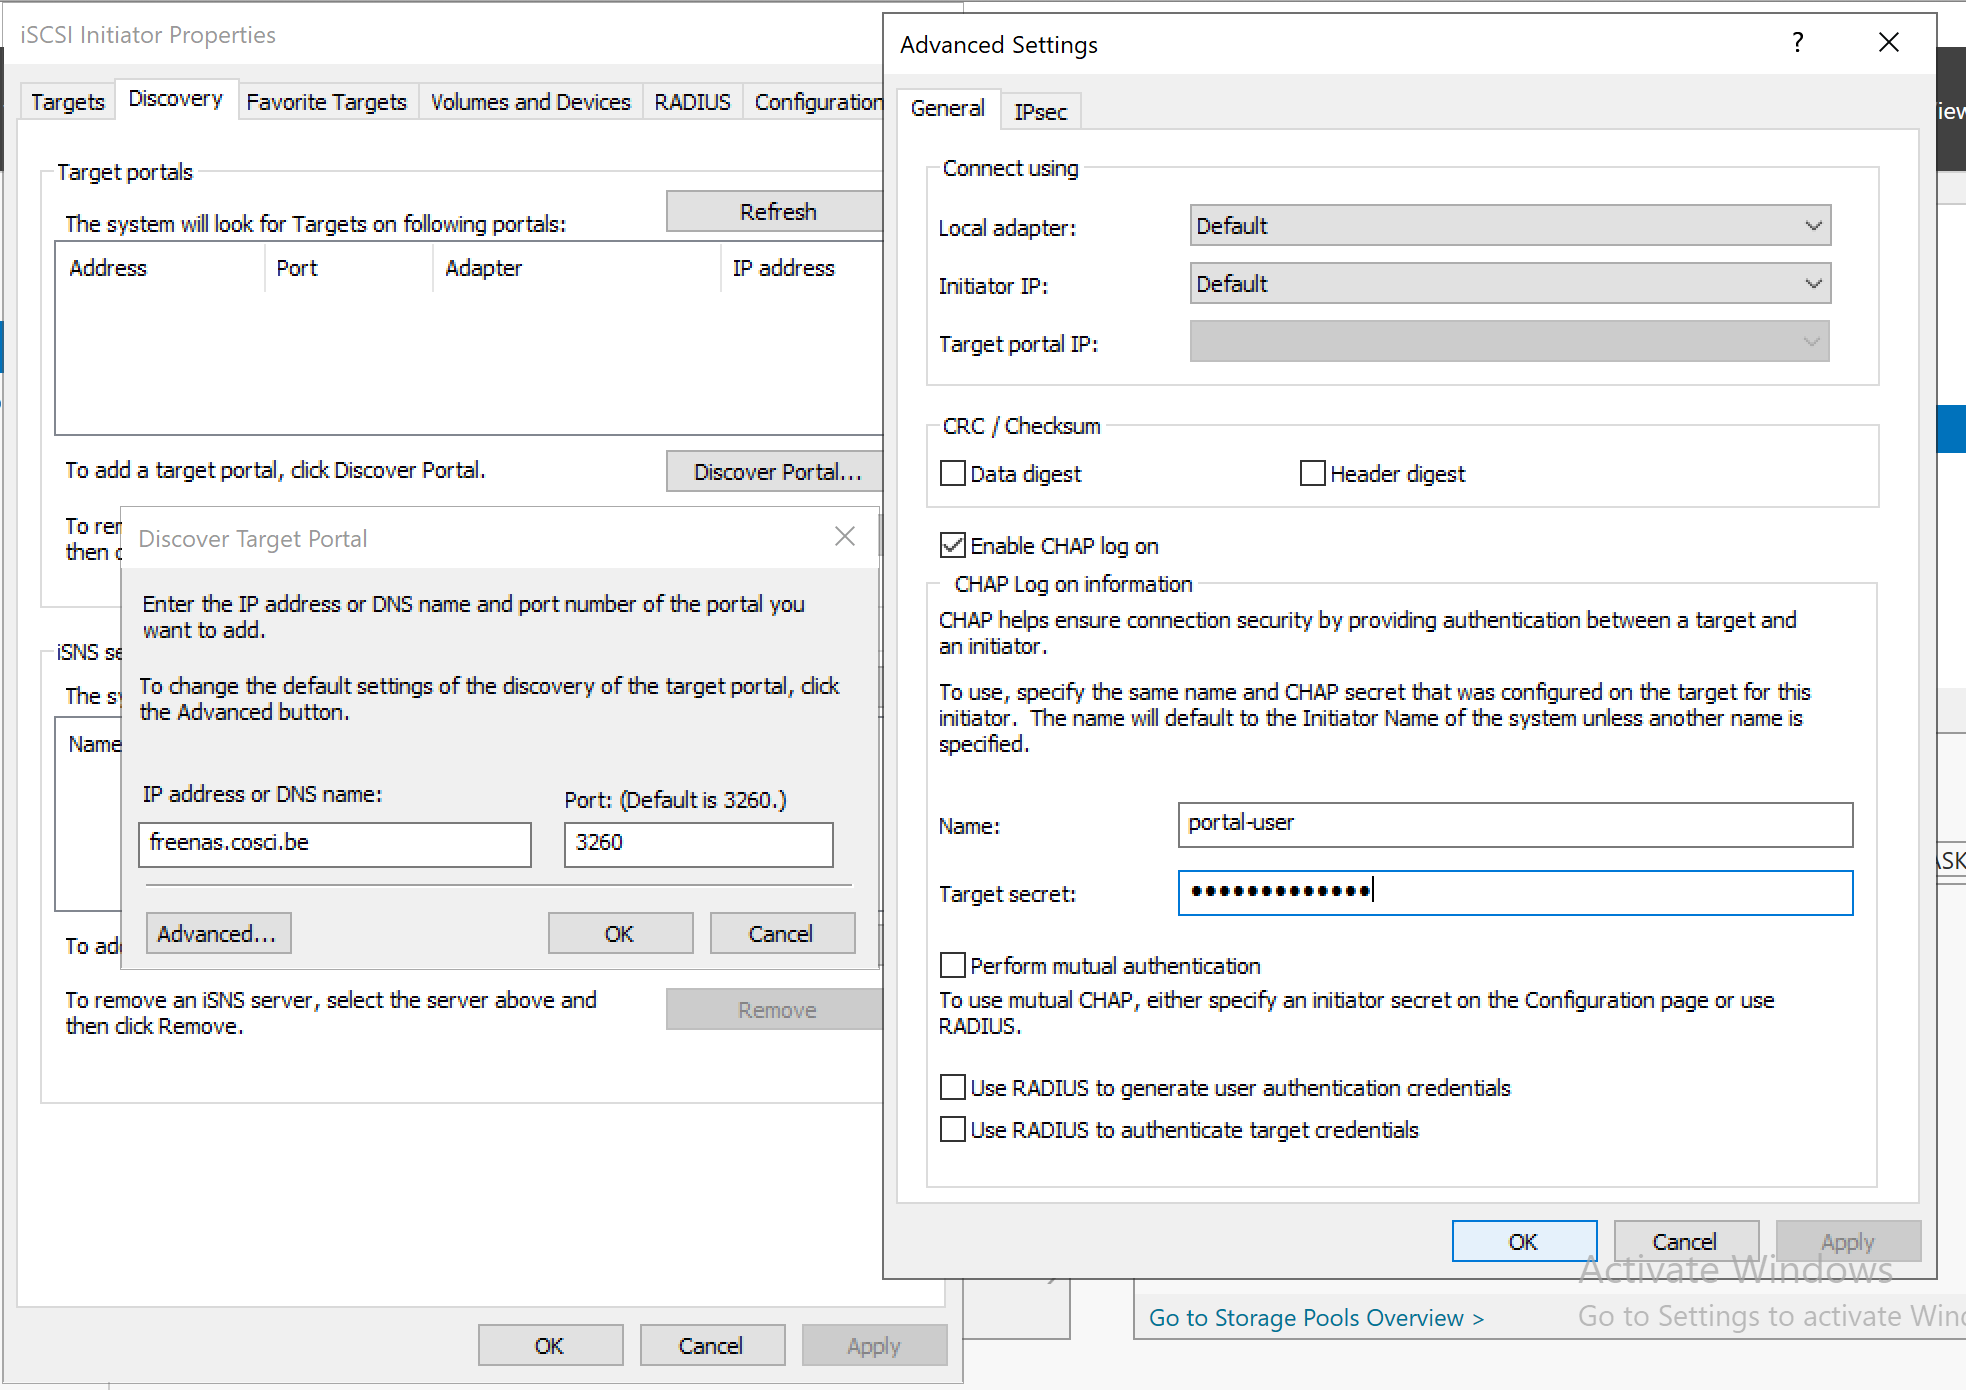 iSCSI Initiator Properties
Targets
Discovery
Favorite Targets
Volumes and Devices
RADIUS
Configuration
Target portals
The system will look for Targets on following portals:
Refresh
Address
Port
Adapter
IP address
To add a target portal, click Discover Portal.
Discover Portal...
To
then
Discover Target Portal
Enter the IP address or DNS name and port number of the portal you
want to add.
To change the default settings of the discovery of the target portal, click
the Advanced button.
IP address or DNS name:
Port: (Default is 3260.)
freenas.cosci.be
3260
Advanced...
OK
Cancel
iSNS
The
Name
To
To remove an iSNS server, select the server above and
then click Remove.
Remove
OK
Cancel
Apply
Advanced Settings
?
General
IPsec
Connect using
Local adapter:
Default
Initiator IP:
Default
Target portal IP:
CRC / Checksum
Data digest
Header digest
Enable CHAP log on
CHAP Log on information
CHAP helps ensure connection security by providing authentication between a target and
an initiator.
To use, specify the same name and CHAP secret that was configured on the target for this
initiator.  The name will default to the Initiator Name of the system unless another name is
specified.
Name:
portal-user
Target secret:
●●●●●●●●●●●●●
Perform mutual authentication
To use mutual CHAP, either specify an initiator secret on the Configuration page or use
RADIUS.
Use RADIUS to generate user authentication credentials
Use RADIUS to authenticate target credentials
OK
Cancel
Apply
Activate Windows
Go to Settings to activate
Go to Storage Pools Overview >